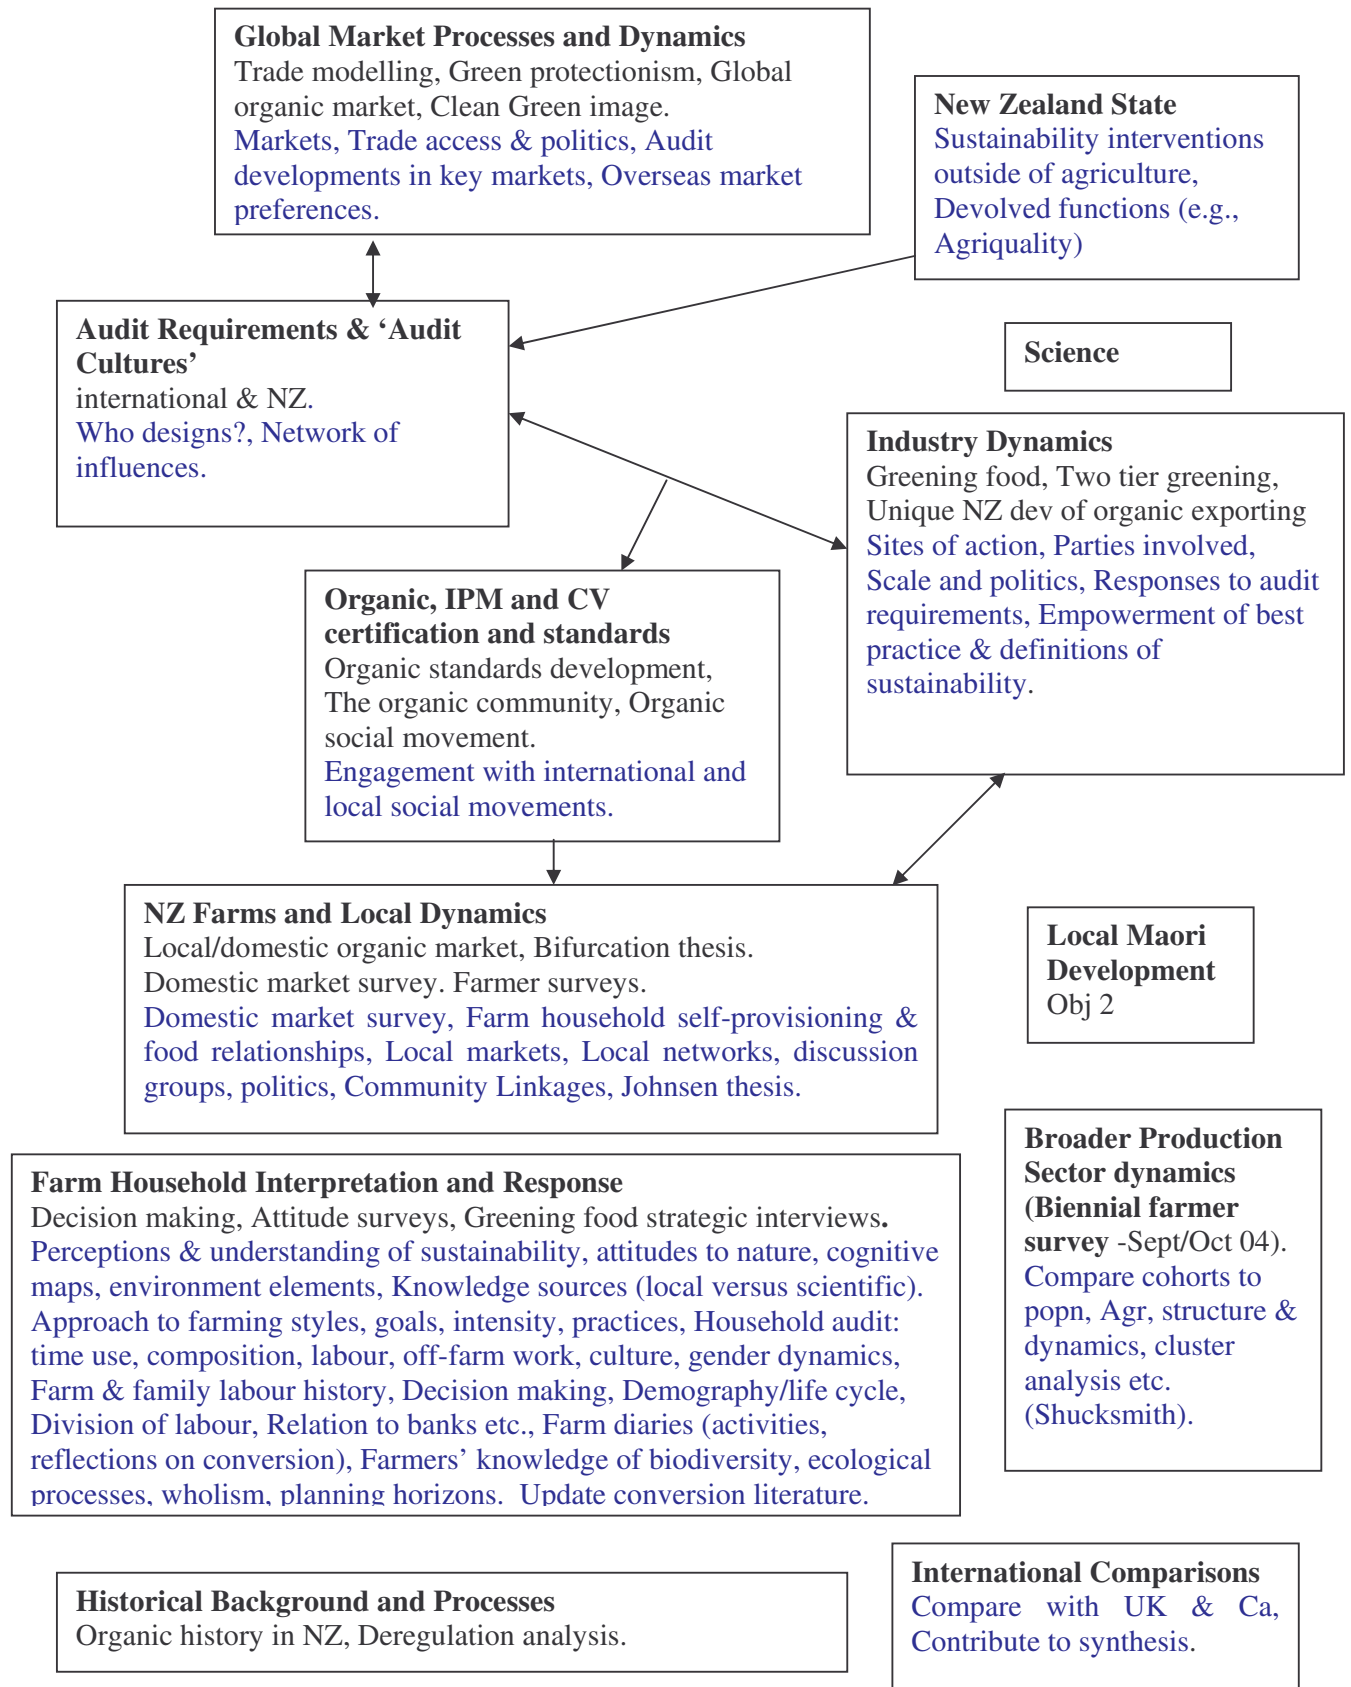 Global Market Processes and Dynamics
Trade modelling, Green protectionism, Global
organic market, Clean Green image.
Markets, Trade access & politics, Audit
developments in key markets, Overseas market
preferences.
New Zealand State
Sustainability interventions
outside of agriculture,
Devolved functions (e.g.,
Agriquality)
Audit Requirements & ‘Audit
Cultures’
international & NZ.
Who designs?, Network of
influences.
Science
Industry Dynamics
Greening food, Two tier greening,
Unique NZ dev of organic exporting
Sites of action, Parties involved,
Scale and politics, Responses to audit
requirements, Empowerment of best
practice & definitions of
sustainability.
Organic, IPM and CV
certification and standards
Organic standards development,
The organic community, Organic
social movement.
Engagement with international and
local social movements.
NZ Farms and Local Dynamics
Local/domestic organic market, Bifurcation thesis.
Domestic market survey. Farmer surveys.
Domestic market survey, Farm household self-provisioning &
food relationships, Local markets, Local networks, discussion
groups, politics, Community Linkages, Johnsen thesis.
Local Maori
Development
Obj 2
Broader Production
Sector dynamics
(Biennial farmer
survey -Sept/Oct 04).
Compare cohorts to
popn, Agr, structure &
dynamics, cluster
analysis etc.
(Shucksmith).
Farm Household Interpretation and Response
Decision making, Attitude surveys, Greening food strategic interviews.
Perceptions & understanding of sustainability, attitudes to nature, cognitive
maps, environment elements, Knowledge sources (local versus scientific).
Approach to farming styles, goals, intensity, practices, Household audit:
time use, composition, labour, off-farm work, culture, gender dynamics,
Farm & family labour history, Decision making, Demography/life cycle,
Division of labour, Relation to banks etc., Farm diaries (activities,
reflections on conversion), Farmers’ knowledge of biodiversity, ecological
processes, wholism, planning horizons. Update conversion literature.
Historical Background and Processes
Organic history in NZ, Deregulation analysis.
International Comparisons
Compare with UK & Ca,
Contribute to synthesis.